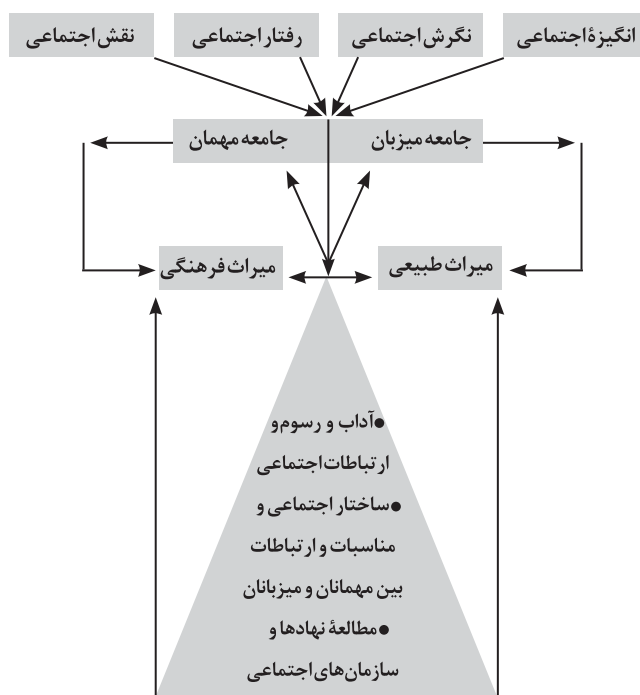 انگیزهٔ اجتماعی
نگرش اجتماعی
رفتار اجتماعی
نقش اجتماعی
جامعه میزبان
جامعه مهمان
میراث طبیعی
میراث فرهنگی
●آداب و رسوم و
ارتباطات اجتماعی
●ساختار اجتماعی و
مناسبات و ارتباطات
بین مهمانان و میزبانان
●مطالعهٔ نهادها و
سازمان‌های اجتماعی